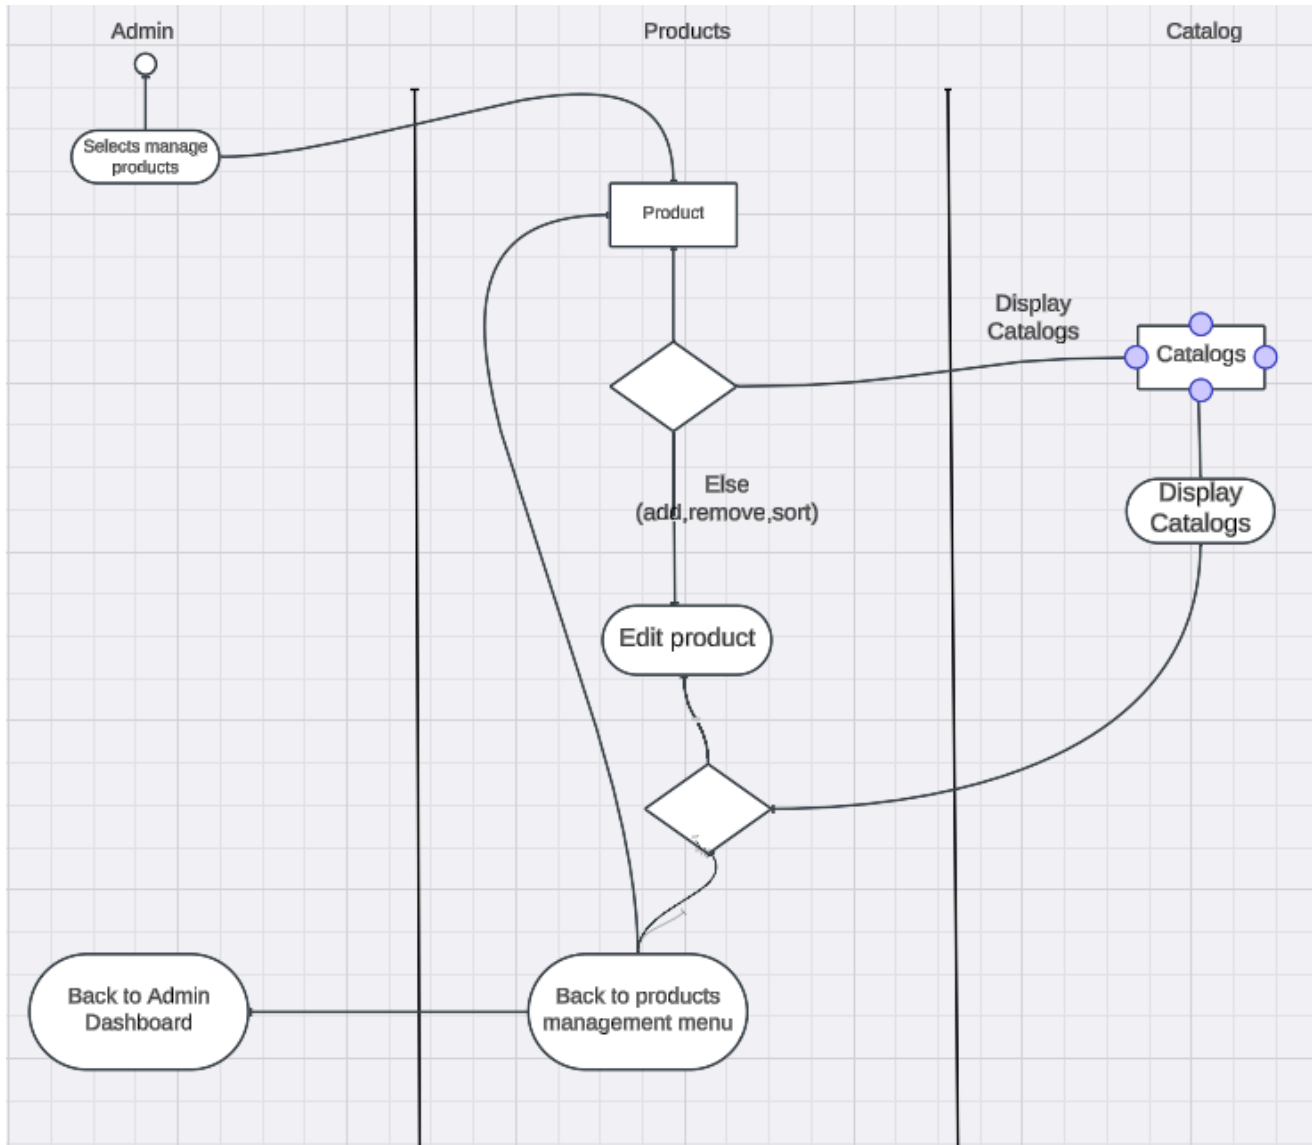 Admin
Products
Catalog
Selects manage
products
Product
Display
Catalogs
Catalogs
Else
(add,remove,sort)
Display
Catalogs
Edit product
Back to Admin
Dashboard
Back to products
management menu